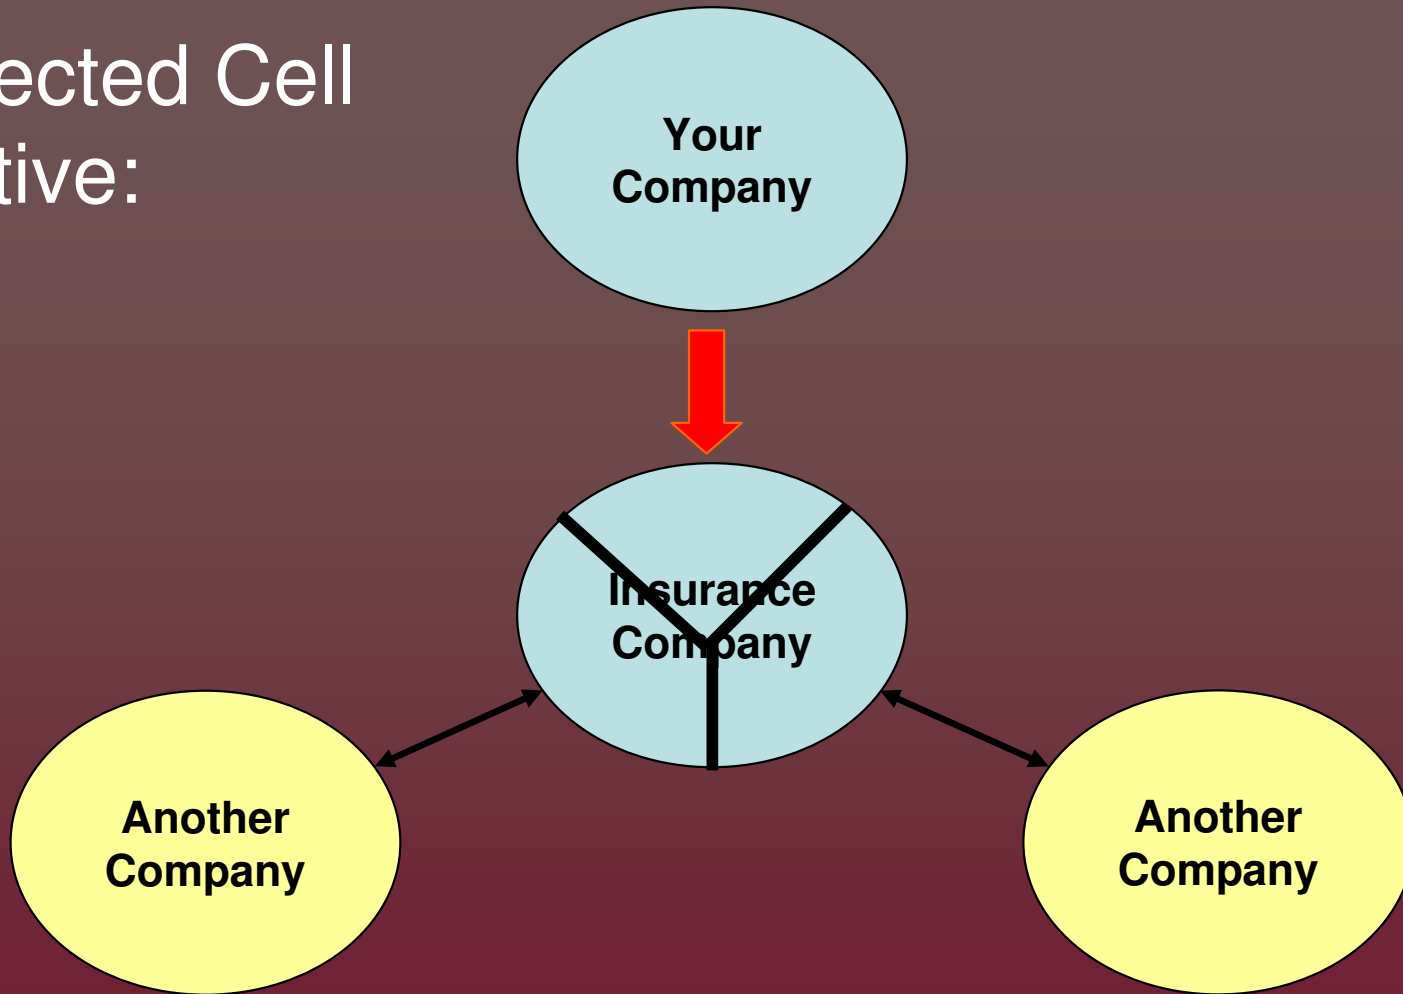 ected Cell
tive:
Your
Company
Insurance
Company
Another
Company
Another
Company